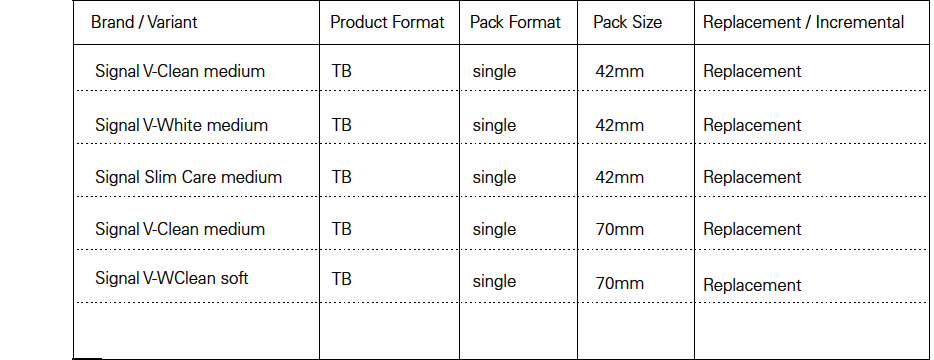 Brand / Variant Product Format Pack Format Pack Size Replacement / Incremental
Signal V-Clean medium TB single 42mm Replacement
Signal V-White medium TB single 42mm Replacement
Signal Slim Care medium TB single 42mm Replacement
Signal V-Clean medium TB single 70mm Replacement
Signal V-WClean soft TB single 70mm Replacement